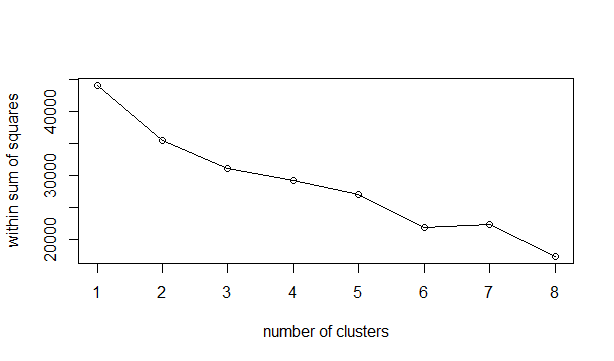 within sum of squares
40000
30000
20000
1 2 3 4 5 6 7 8
number of clusters